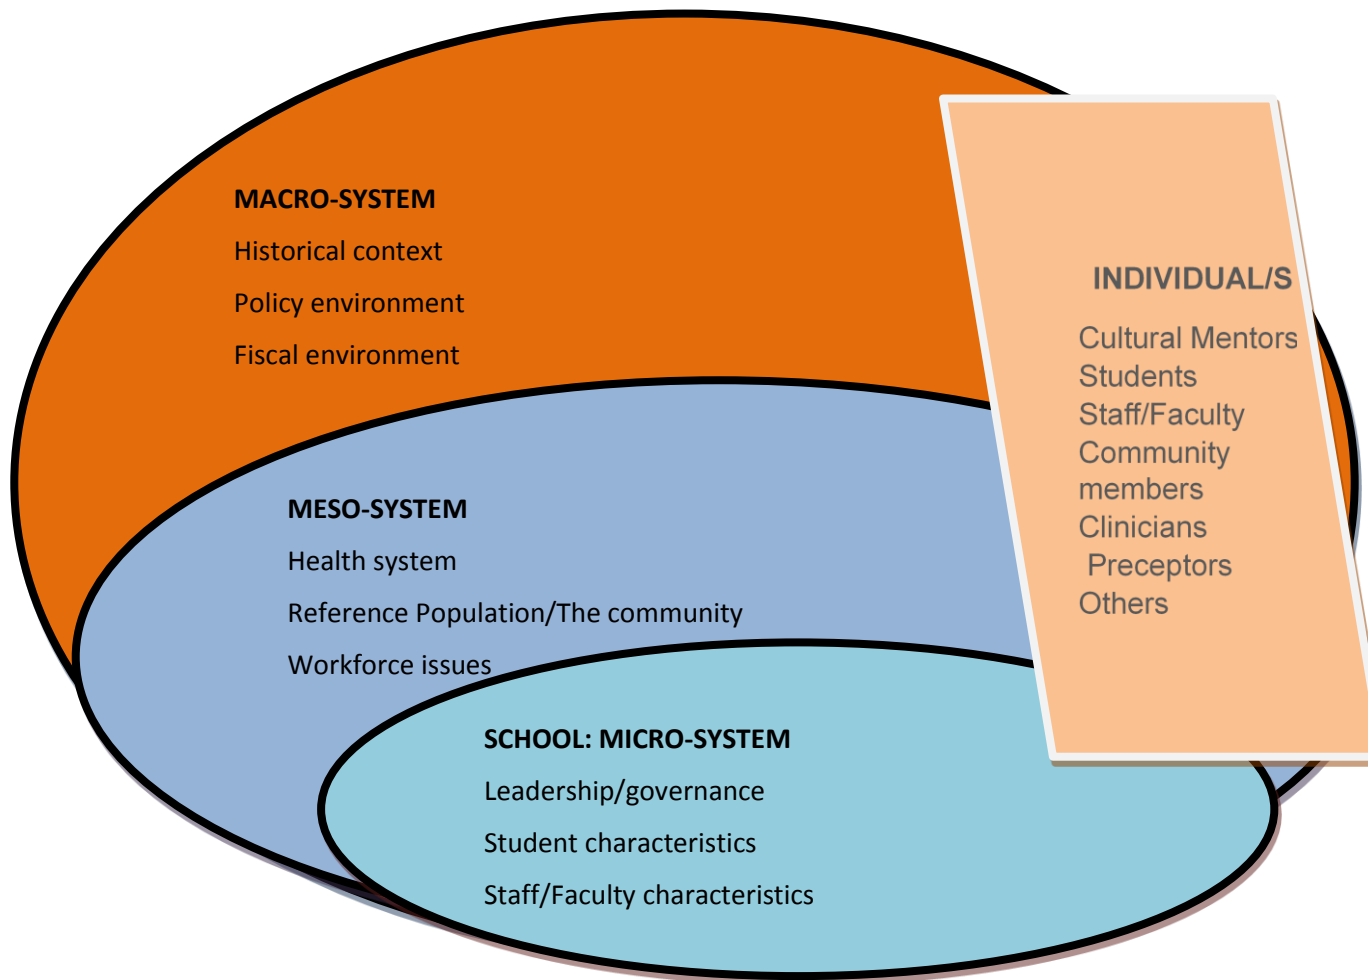 MACRO-SYSTEM
Historical context
Policy environment
Fiscal environment
MESO-SYSTEM
Health system
Reference Population/The community
Workforce issues
SCHOOL: MICRO-SYSTEM
Leadership/governance
Student characteristics
Staff/Faculty characteristics
INDIVIDUAL/S
Cultural Mentors
Students
Staff/Faculty
Community
members
Clinicians
Preceptors
Others